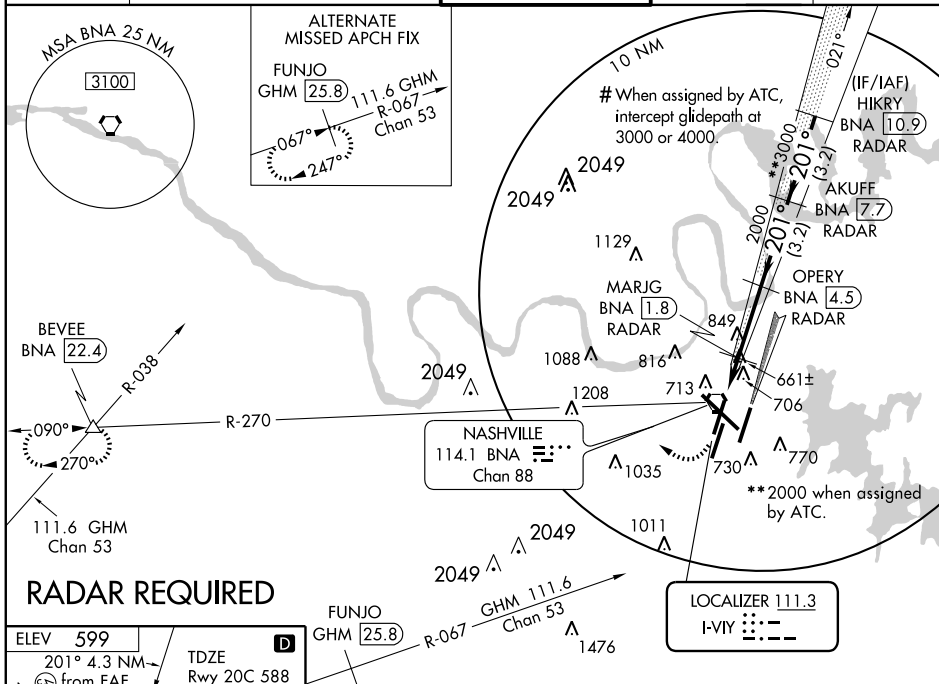 MSA BNA 25 NM
3100
ALTERNATE
MISSED APCH FIX
FUNJO
GHM 25.8
111.6 GHM
R-067
Chan 53
067°
247°
10 NM
# When assigned by ATC,
intercept glidepath at
3000 or 4000.
021°
(IF/IAF)
HIKRY
BNA 10.9
RADAR
**3000
201°
(3.2)
AKUFF
BNA 7.7
RADAR
2000
201°
(3.2)
OPERY
BNA 4.5
RADAR
2049
2049
1129
MARJG
BNA 1.8
RADAR
849
BEVEE
BNA 22.4
R-038
2049
1088
816
661±
713
706
1208
090°
R-270
270°
NASHVILLE
114.1 BNA
Chan 88
1035
730
770
**2000 when assigned
by ATC.
111.6 GHM
Chan 53
2049
2049
1011
RADAR REQUIRED
LOCALIZER 111.3
I-VIY
FUNJO
GHM 25.8
GHM 111.6
R-067
Chan 53
1476
ELEV 599
D
201° 4.3 NM
from FAF
TDZE
Rwy 20C 588